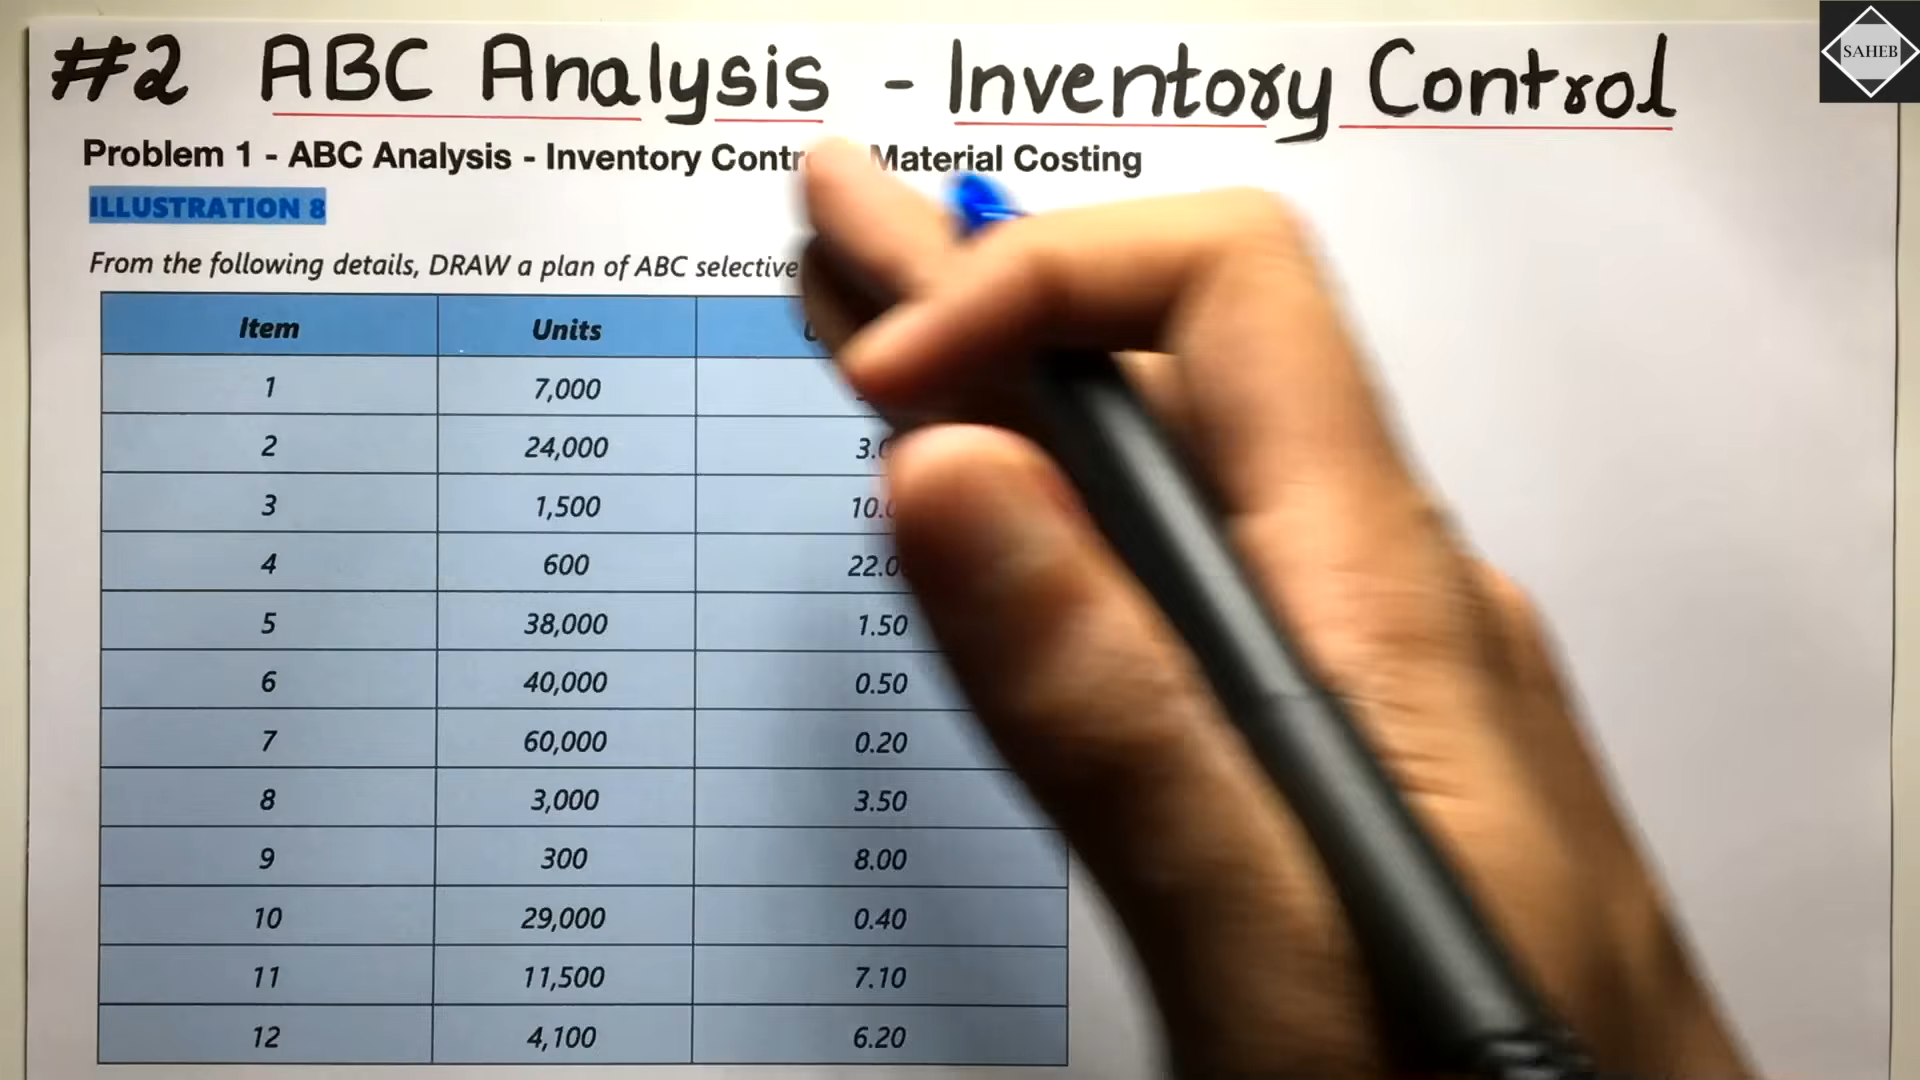 #2 ABC Analysis - Inventory Control
SAHEB
Problem 1 - ABC Analysis - Inventory Material Costing
ILLUSTRATION 8
From the following details, DRAW a plan of ABC selective
Item Units
1 7,000
2 24,000
3 1,500
4 600
5 38,000 1.50
6 40,000 0.50
7 60,000 0.20
8 3,000 3.50
9 300 8.00
10 29,000 0.40
11 11,500 7.10
12 4,100 6.20